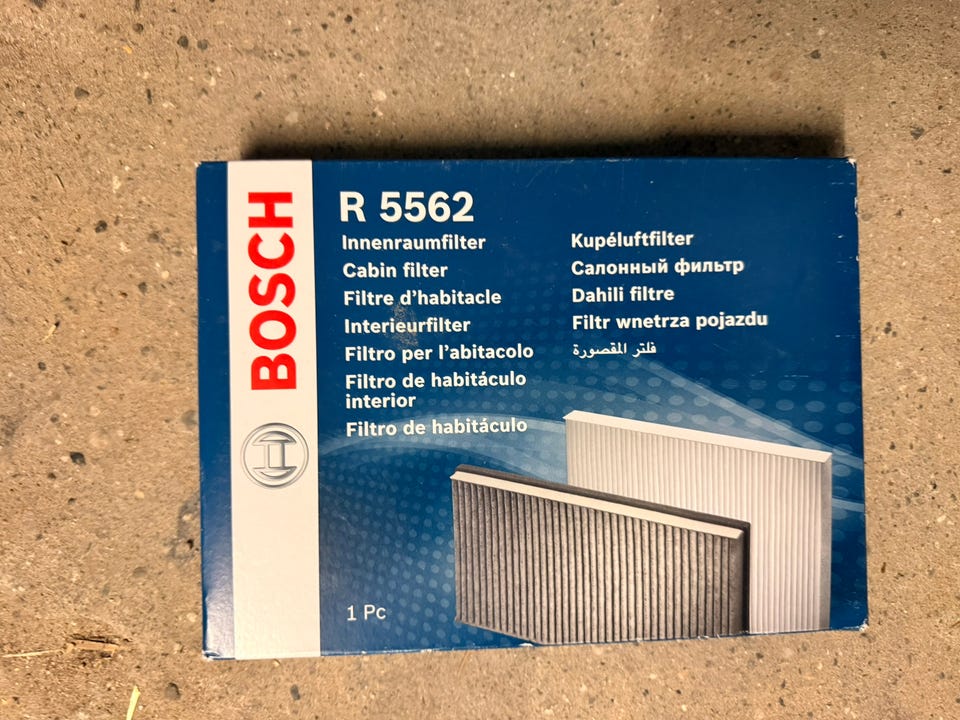 BOSCH
R 5562
Innenraumfilter
Cabin filter
Filtre d'habitacle
Interieurfilter
Filtro per l'abitacolo
Filtro de habitáculo
interior
Filtro de habitáculo
Kupéluftfilter
Салонный фильтр
Dahili filtre
Filtr wnetrza pojazdu
فلتر المقصورة
1 Pc